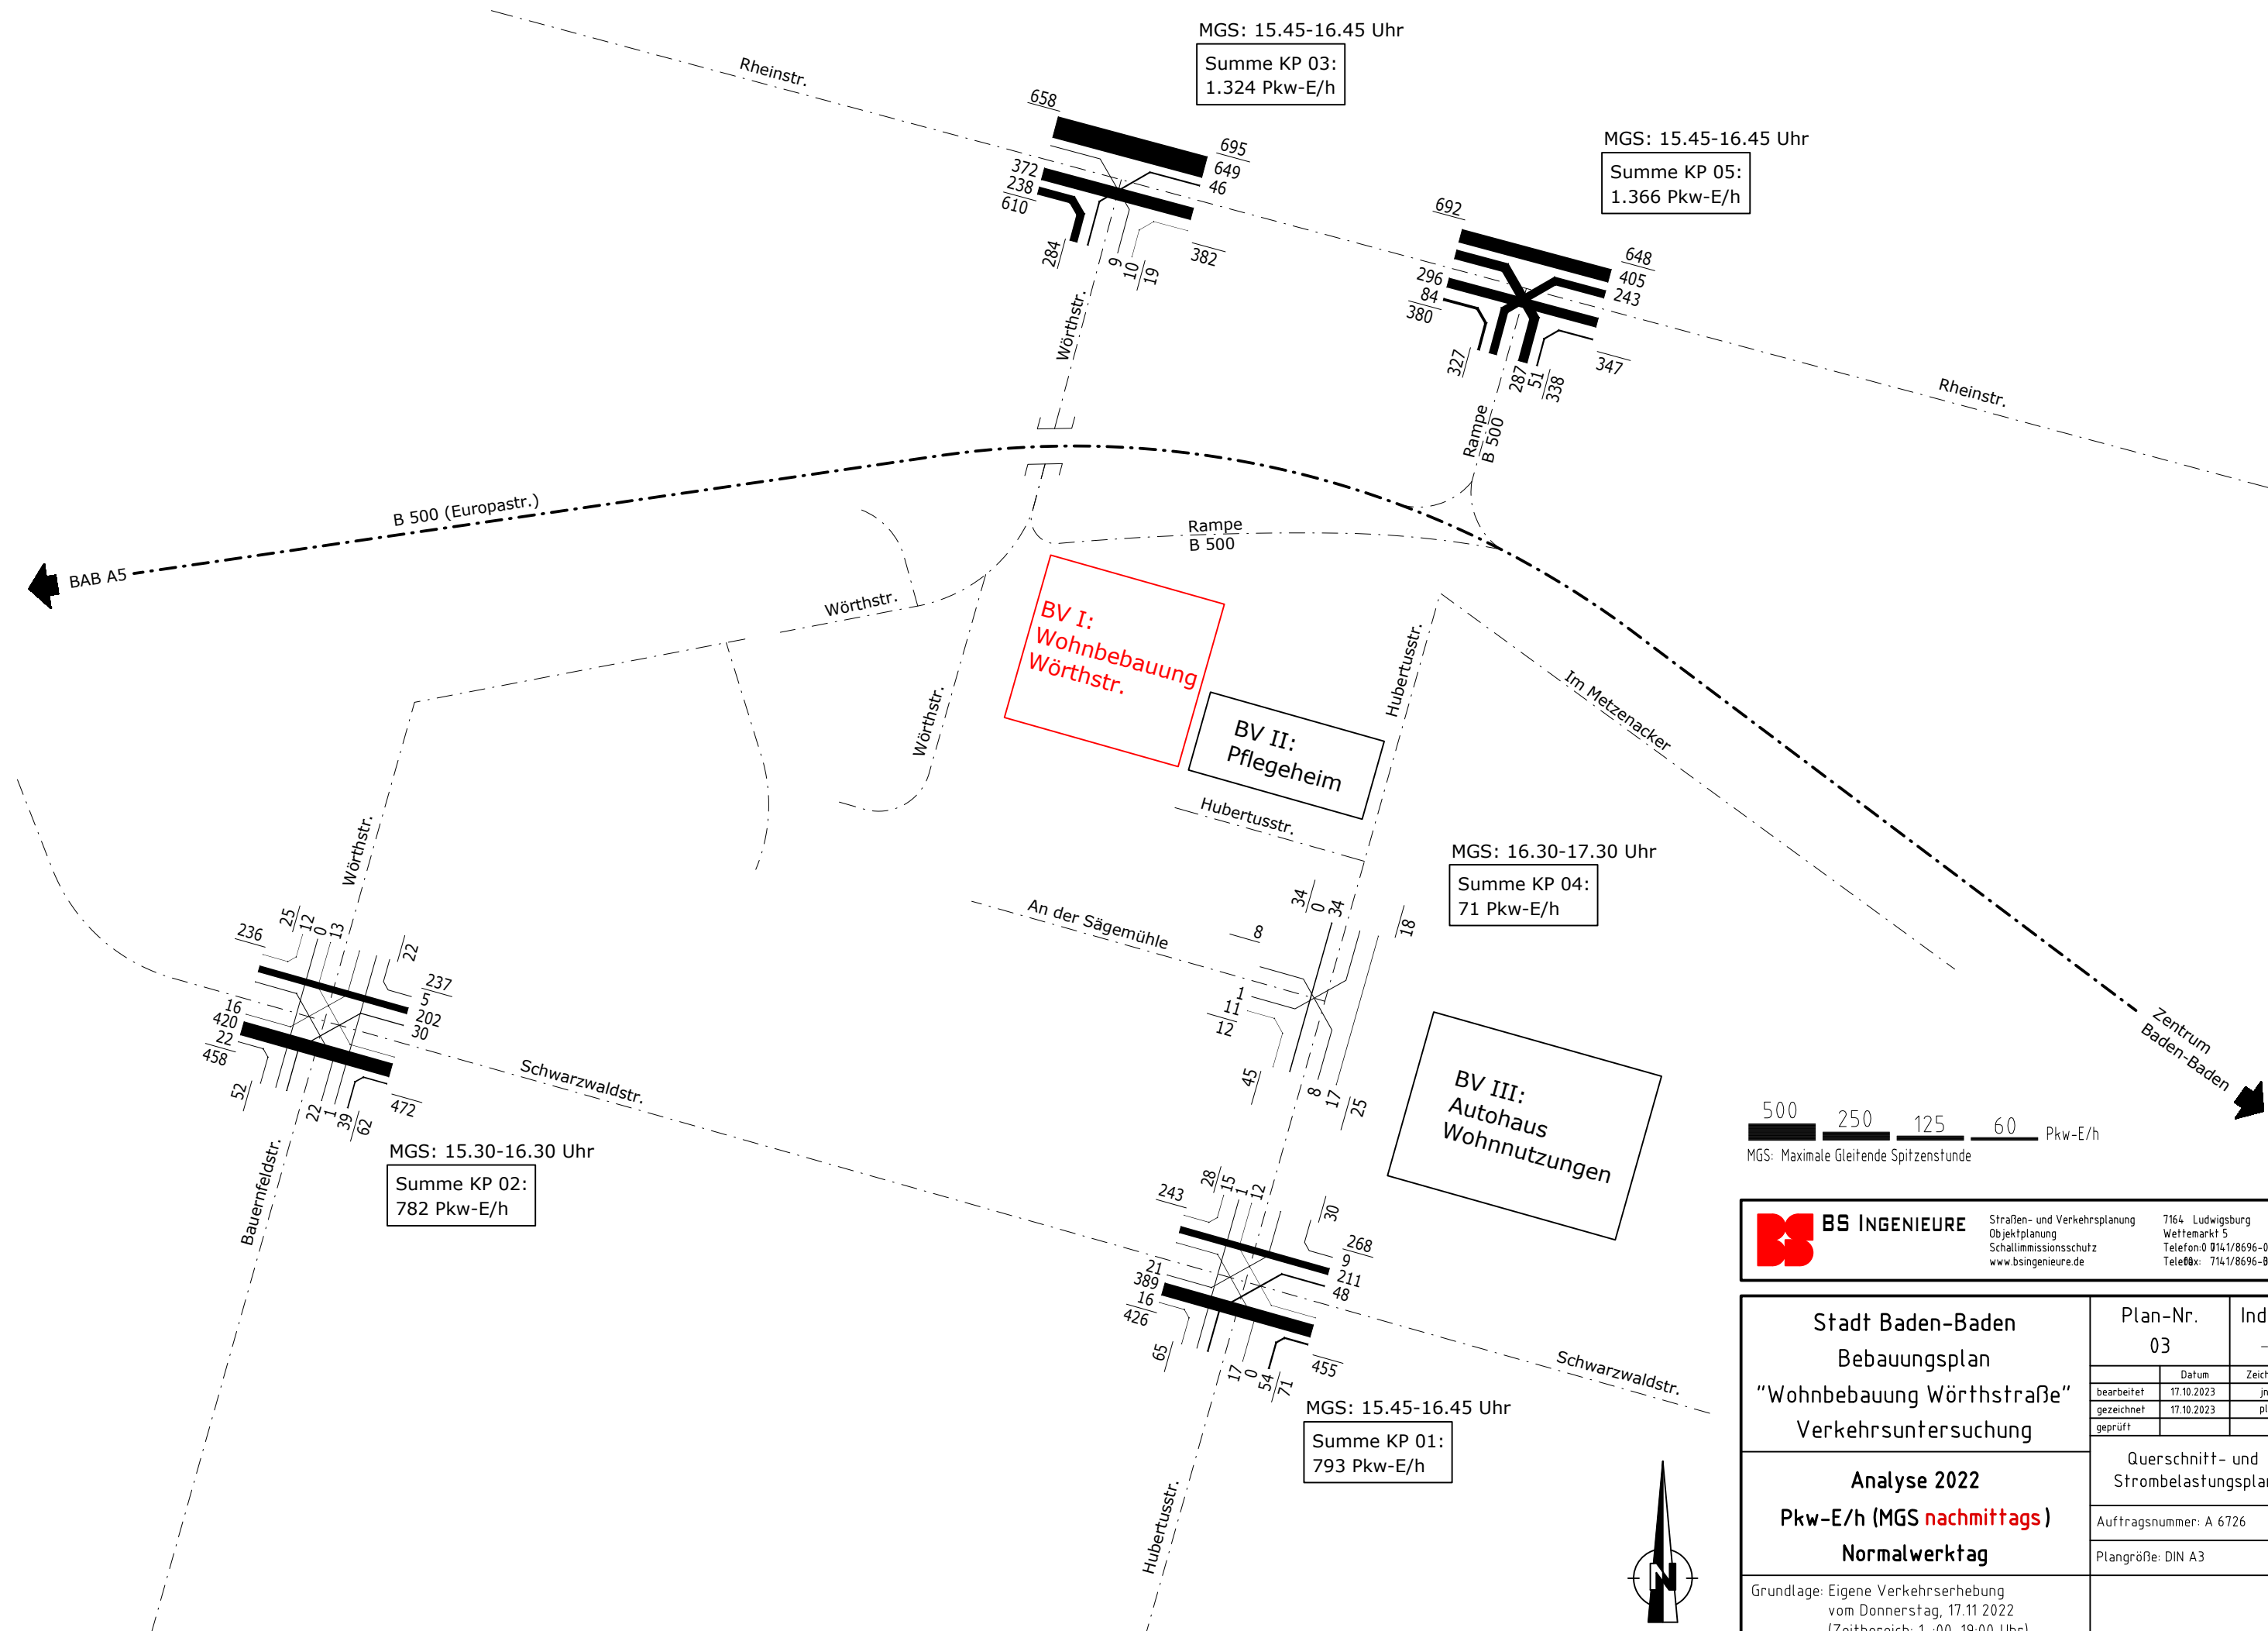 MGS: 15.45-16.45 Uhr
Summe KP 03:
1.324 Pkw-E/h
Rheinstr.
658
695
649
46
372
238
610
284
9
10
19
382
Wörthstr.
MGS: 15.45-16.45 Uhr
Summe KP 05:
1.366 Pkw-E/h
692
648
405
243
296
84
380
327
287
51
338
347
Rampe
B 500
Rheinstr.
B 500 (Europastr.)
BAB A5
Rampe
B 500
Wörthstr.
BV I:
Wohnbebauung
Wörthstr.
Hubertusstr.
Im Metzenacker
Wörthstr.
BV II:
Pflegeheim
Hubertusstr.
Wörthstr.
MGS: 16.30-17.30 Uhr
Summe KP 04:
71 Pkw-E/h
An der Sägemühle
34
0
34
18
8
1
11
12
45
8
17
25
236
25
12
0
13
22
237
5
202
30
16
420
22
458
52
22
1
39
62
472
Schwarzwaldstr.
MGS: 15.30-16.30 Uhr
Summe KP 02:
782 Pkw-E/h
Bauernfeldstr.
BV III:
Autohaus
Wohnnutzungen
Zentrum
Baden-Baden
500
250
125
60
Pkw-E/h
MGS: Maximale Gleitende Spitzenstunde
243
28
15
1
12
30
268
9
211
48
21
389
16
426
65
17
0
54
71
455
Schwarzwaldstr.
MGS: 15.45-16.45 Uhr
Summe KP 01:
793 Pkw-E/h
Hubertusstr.
N
BS
BS INGENIEURE
Straßen- und Verkehrsplanung
Objektplanung
Schallimmissionsschutz
www.bsingenieure.de
7164 Ludwigsburg
Wettemarkt 5
Stadt Baden-Baden
Bebauungsplan
"Wohnbebauung Wörthstraße"
Verkehrsuntersuchung
Plan-Nr.
03
Datum
bearbeitet
17.10.2023
gezeichnet
17.10.2023
geprüft
Querschnitt- und
Analyse 2022
Pkw-E/h (MGS nachmittags)
Normalwerktag
Auftragsnummer: A 6726
Plangröße: DIN A3
Grundlage: Eigene Verkehrserhebung
vom Donnerstag, 17.11 2022